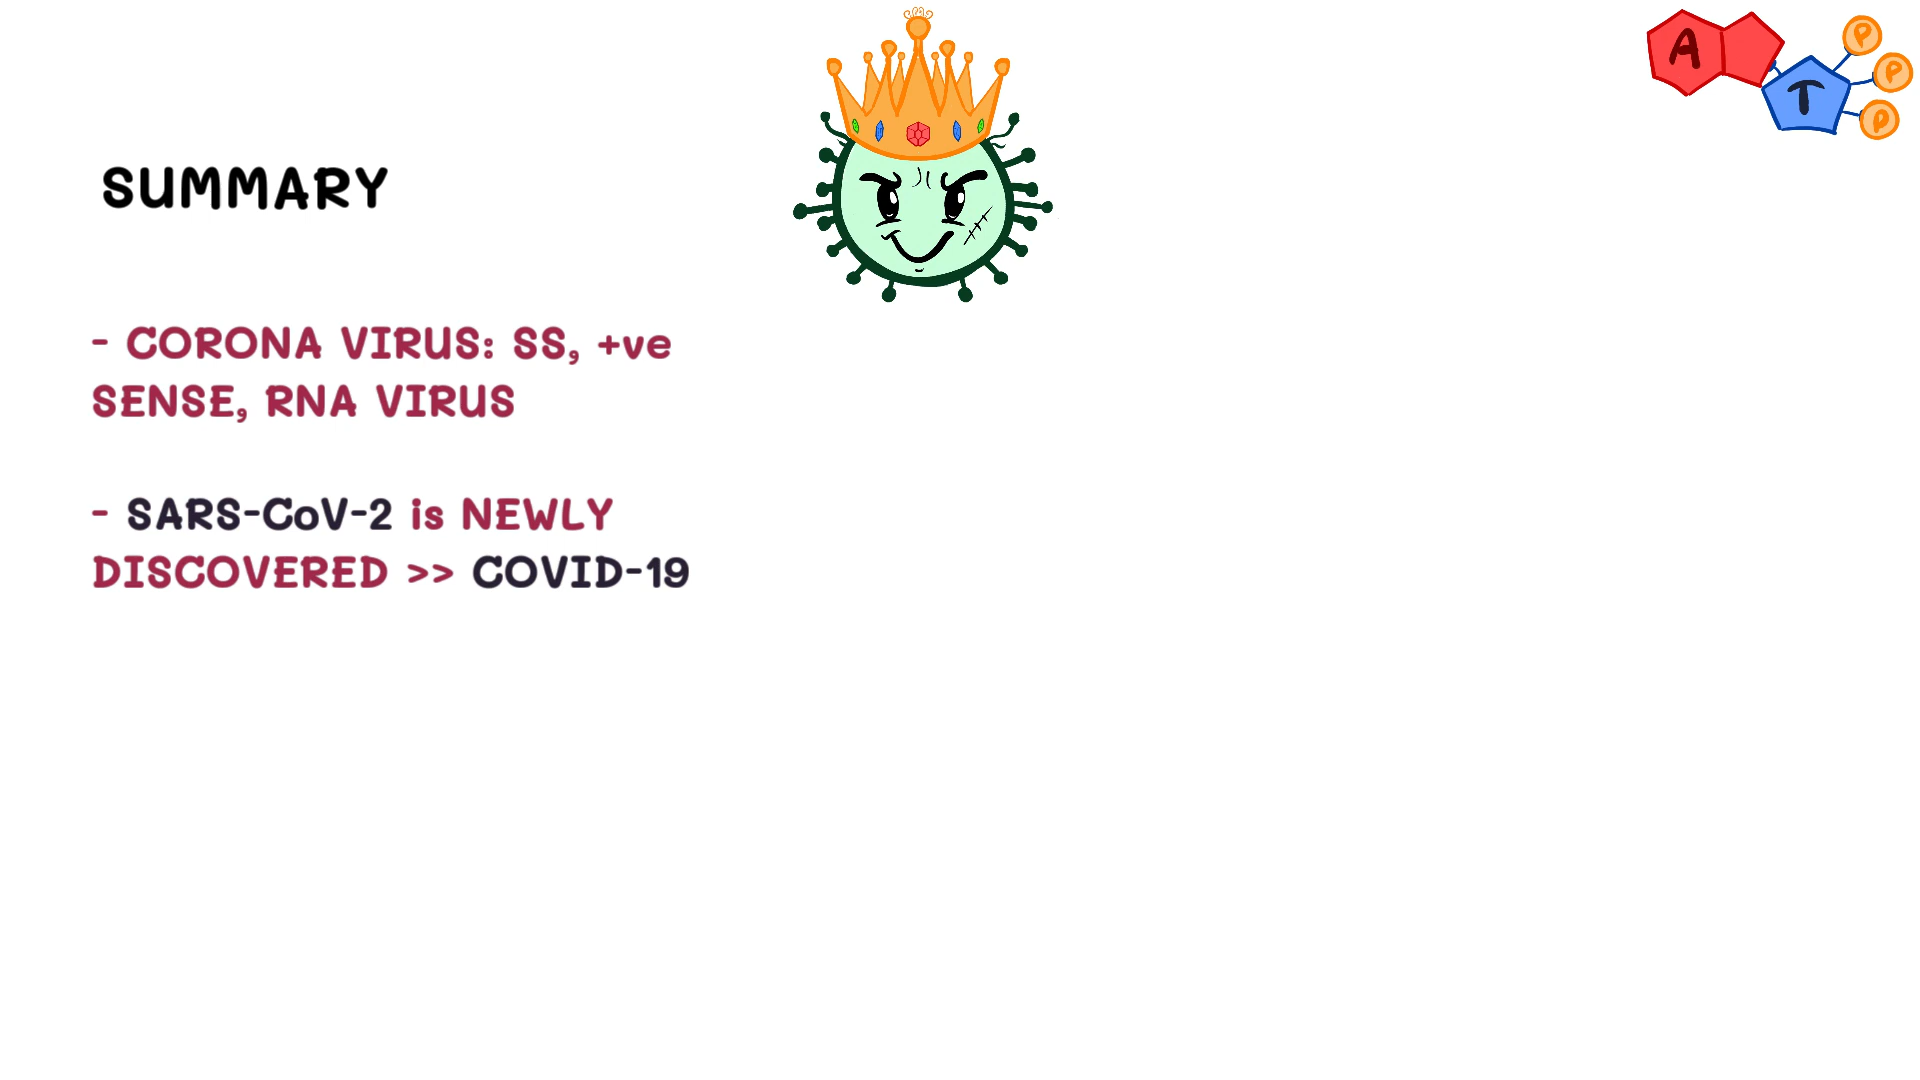 A
T
P
P
P
SUMMARY
- CORONA VIRUS: SS, +ve
SENSE, RNA VIRUS
- SARS-CoV-2 is NEWLY
DISCOVERED >> COVID-19